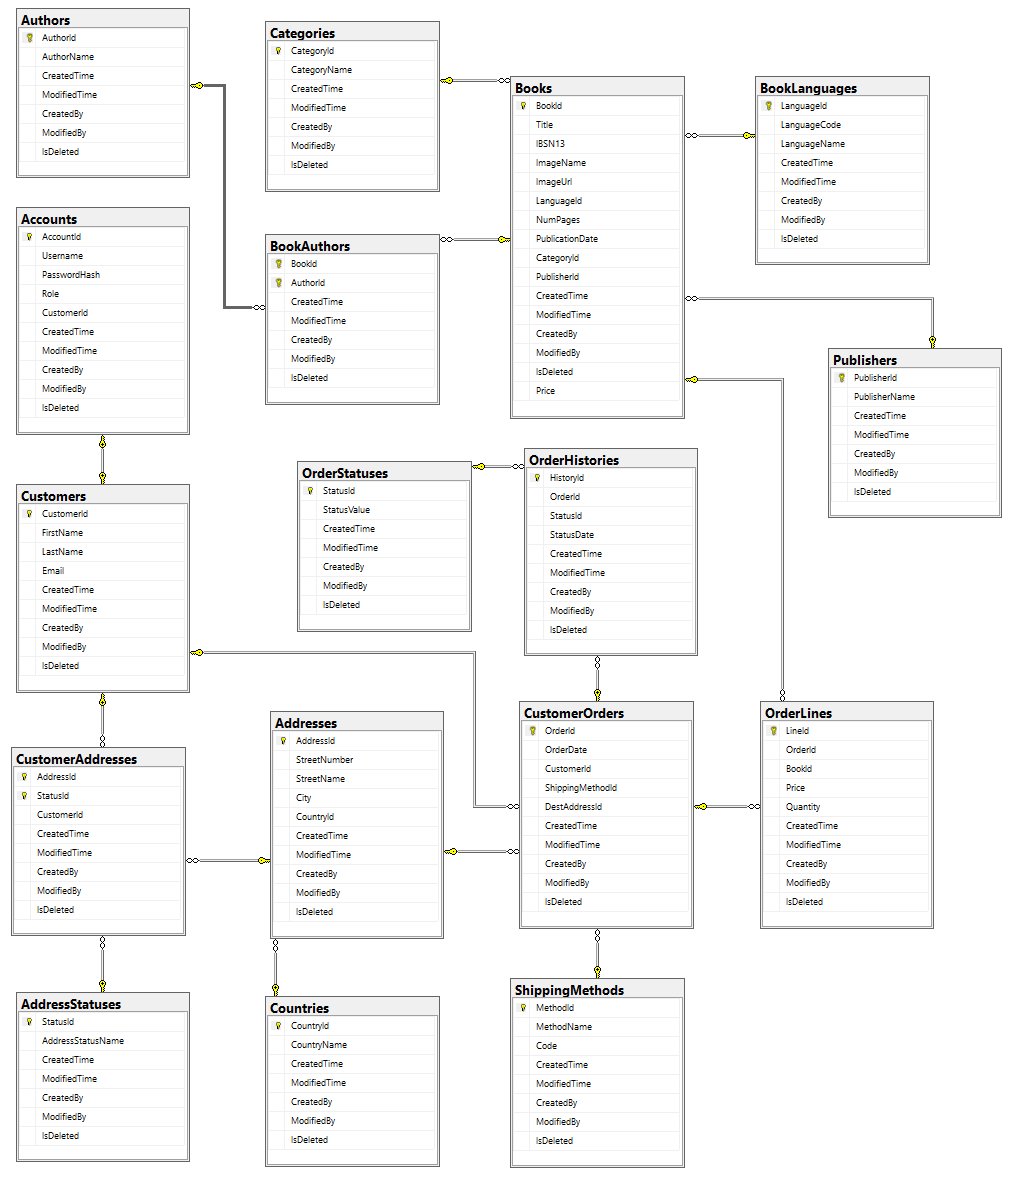 Authors
AuthorId
AuthorName
CreatedTime
ModifiedTime
CreatedBy
ModifiedBy
IsDeleted
Categories
CategoryId
CategoryName
CreatedTime
ModifiedTime
CreatedBy
ModifiedBy
IsDeleted
Books
BookId
Title
IBSN13
ImageName
ImageUrl
LanguageId
NumPages
PublicationDate
CategoryId
PublisherId
CreatedTime
ModifiedTime
CreatedBy
ModifiedBy
IsDeleted
Price
BookLanguages
LanguageId
LanguageCode
LanguageName
CreatedTime
ModifiedTime
CreatedBy
ModifiedBy
IsDeleted
Accounts
AccountId
Username
PasswordHash
Role
CustomerId
CreatedTime
ModifiedTime
CreatedBy
ModifiedBy
IsDeleted
BookAuthors
BookId
AuthorId
CreatedTime
ModifiedTime
CreatedBy
ModifiedBy
IsDeleted
Publishers
PublisherId
PublisherName
CreatedTime
ModifiedTime
CreatedBy
ModifiedBy
IsDeleted
Customers
CustomerId
FirstName
LastName
Email
CreatedTime
ModifiedTime
CreatedBy
ModifiedBy
IsDeleted
OrderStatuses
StatusId
StatusValue
CreatedTime
ModifiedTime
CreatedBy
ModifiedBy
IsDeleted
OrderHistories
HistoryId
OrderId
StatusId
StatusDate
CreatedTime
ModifiedTime
CreatedBy
ModifiedBy
IsDeleted
CustomerAddresses
AddressId
StatusId
CustomerId
CreatedTime
ModifiedTime
CreatedBy
ModifiedBy
IsDeleted
Addresses
AddressId
StreetNumber
StreetName
City
CountryId
CreatedTime
ModifiedTime
CreatedBy
ModifiedBy
IsDeleted
CustomerOrders
OrderId
OrderDate
CustomerId
ShippingMethodId
DestAddressId
CreatedTime
ModifiedTime
CreatedBy
ModifiedBy
IsDeleted
OrderLines
LineId
OrderId
BookId
Price
Quantity
CreatedTime
ModifiedTime
CreatedBy
ModifiedBy
IsDeleted
AddressStatuses
StatusId
AddressStatusName
CreatedTime
ModifiedTime
CreatedBy
ModifiedBy
IsDeleted
Countries
CountryId
CountryName
CreatedTime
ModifiedTime
CreatedBy
ModifiedBy
IsDeleted
ShippingMethods
MethodId
MethodName
Code
CreatedTime
ModifiedTime
CreatedBy
ModifiedBy
IsDeleted